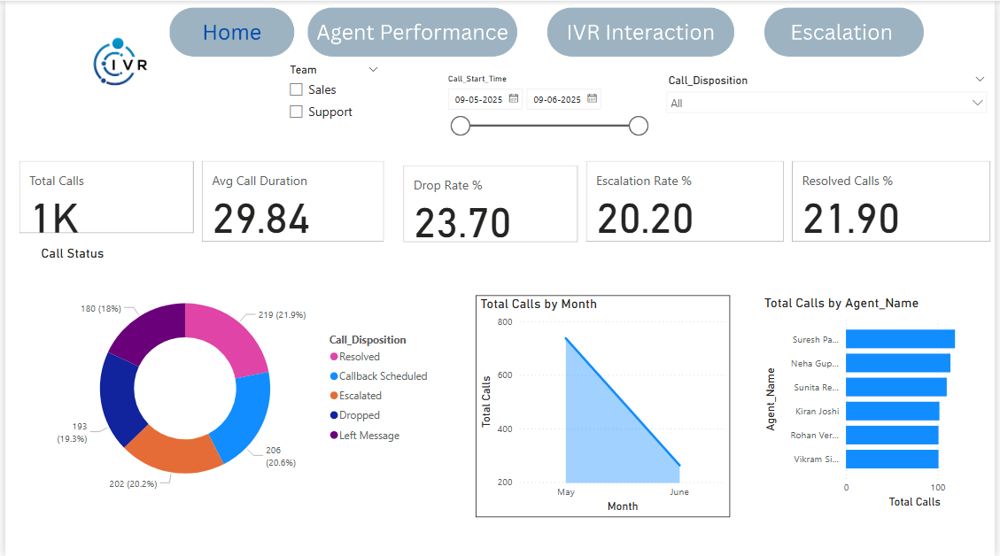 Home
Agent Performance
IVR Interaction
Escalation
IVR
Team
Sales
Support
Call_Start_Time
09-05-2025
09-06-2025
Call_Disposition
All
Total Calls
1K
Avg Call Duration
29.84
Drop Rate %
23.70
Escalation Rate %
20.20
Resolved Calls %
21.90
Call Status
180 (18%)
219 (21.9%)
193
(19.3%)
206
(20.6%)
202 (20.2%)
Call_Disposition
Resolved
Callback Scheduled
Escalated
Dropped
Left Message
Total Calls by Month
Total Calls
800
600
400
200
May
June
Month
Total Calls by Agent_Name
Agent_Name
Suresh Pa...
Neha Gup...
Sunita Re...
Kiran Joshi
Rohan Ver...
Vikram Si...
0
100
Total Calls